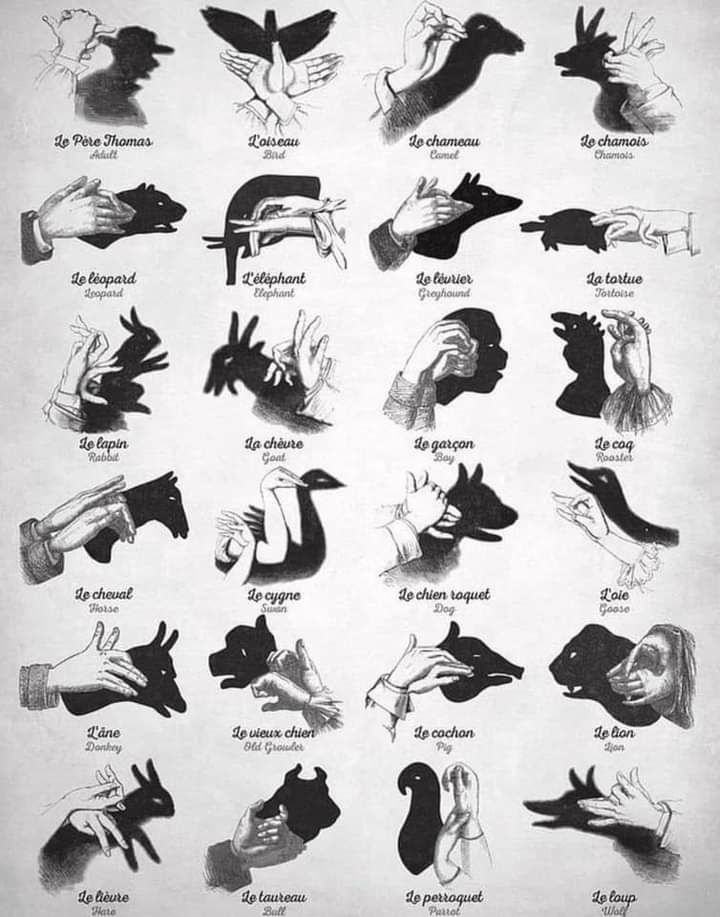 Le Père Thomas
Adult
L'oiseau
Bird
Le chameau
Camel
Le chamois
Chamois
Le léopard
Leopard
L'éléphant
Elephant
Le lévrier
Greyhound
La tortue
Tortoise
Le lapin
Rabbit
La chèvre
Goat
Le garçon
Boy
Le coq
Rooster
Le cheval
Horse
Le cygne
Swan
Le chien roquet
Dog
L'oie
Goose
L'âne
Donkey
Le vieux chien
Old Growler
Le cochon
Pig
Le lion
Lion
Le lièvre
Hare
Le taureau
Bull
Le perroquet
Parrot
Le loup
Wolf